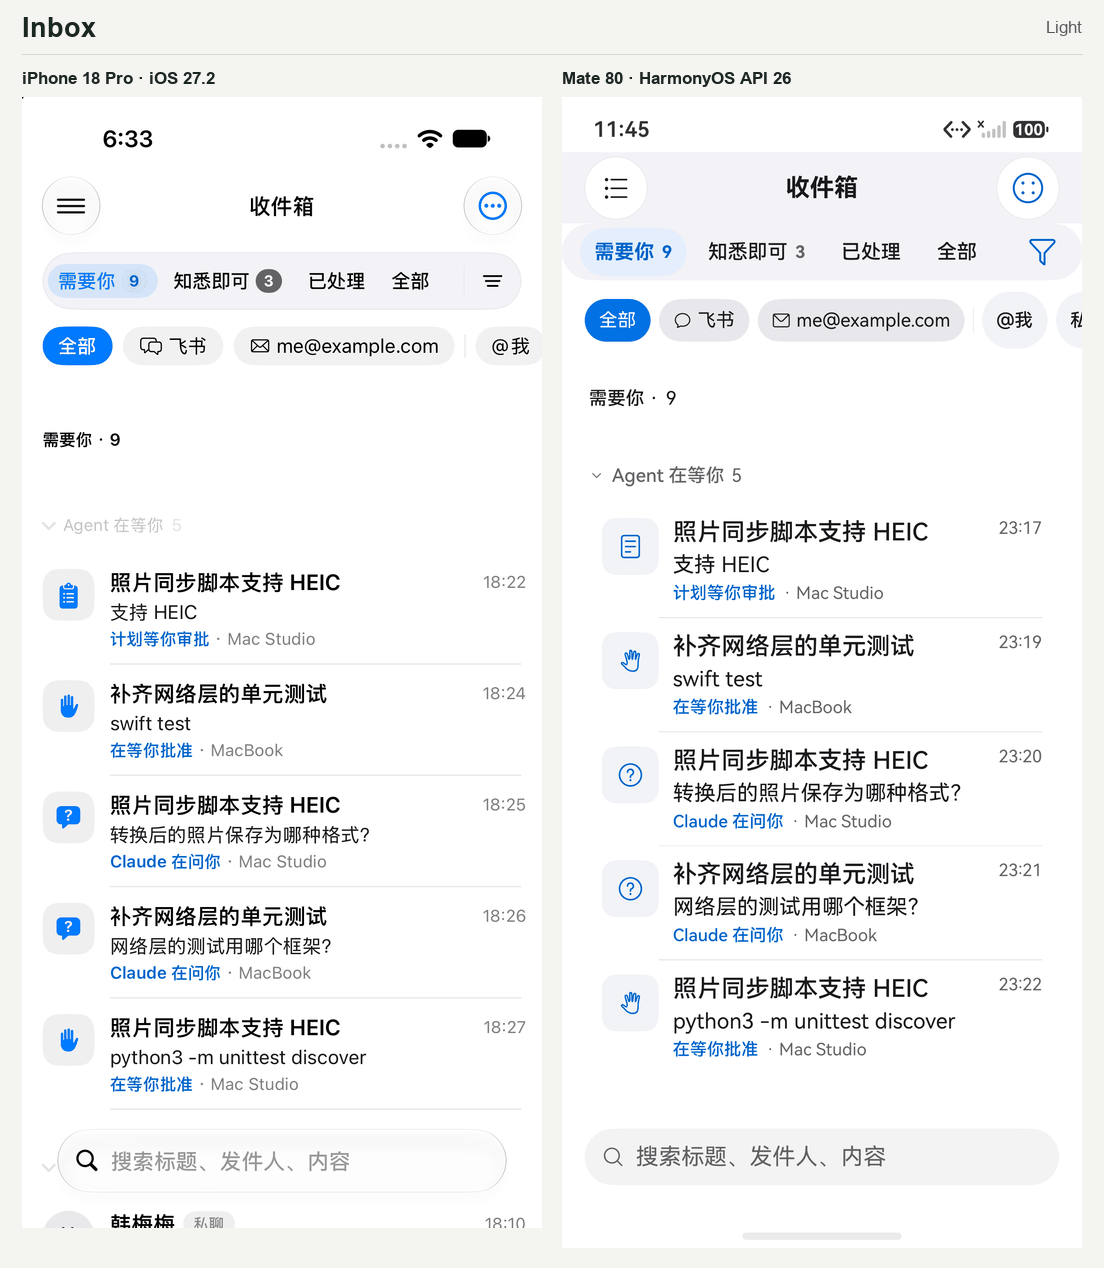 Inbox
Light
iPhone 18 Pro · iOS 27.2
6:33
收件箱
需要你 9 知悉即可 3 已处理 全部
全部 飞书 me@example.com @我
需要你 · 9
Agent 在等你 5
照片同步脚本支持 HEIC 18:22
支持 HEIC
计划等你审批 · Mac Studio
补齐网络层的单元测试 18:24
swift test
在等你批准 · MacBook
照片同步脚本支持 HEIC 18:25
转换后的照片保存为哪种格式?
Claude 在问你 · Mac Studio
补齐网络层的单元测试 18:26
网络层的测试用哪个框架?
Claude 在问你 · MacBook
照片同步脚本支持 HEIC 18:27
python3 -m unittest discover
在等你批准 · Mac Studio
搜索标题、发件人、内容
韩梅梅 私聊 18:10
Mate 80 · HarmonyOS API 26
11:45 100
收件箱
需要你 9 知悉即可 3 已处理 全部
全部 飞书 me@example.com @我 私
需要你 · 9
Agent 在等你 5
照片同步脚本支持 HEIC 23:17
支持 HEIC
计划等你审批 · Mac Studio
补齐网络层的单元测试 23:19
swift test
在等你批准 · MacBook
照片同步脚本支持 HEIC 23:20
转换后的照片保存为哪种格式?
Claude 在问你 · Mac Studio
补齐网络层的单元测试 23:21
网络层的测试用哪个框架?
Claude 在问你 · MacBook
照片同步脚本支持 HEIC 23:22
python3 -m unittest discover
在等你批准 · Mac Studio
搜索标题、发件人、内容